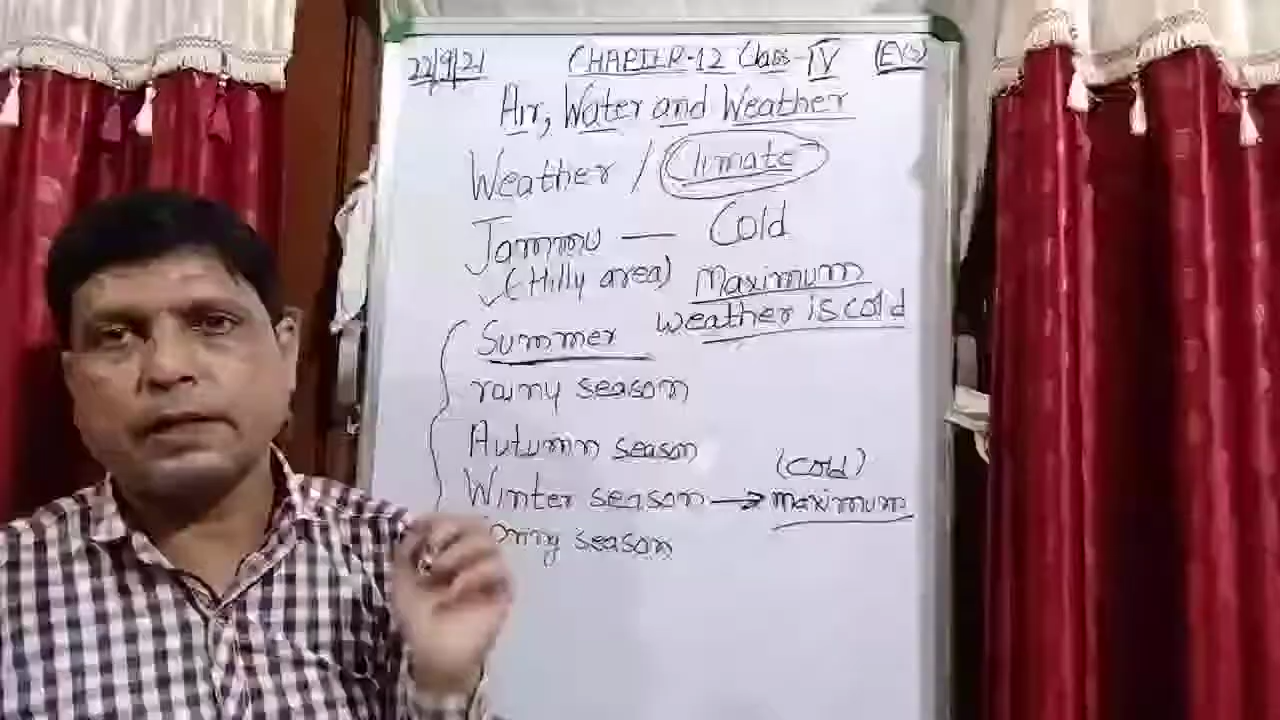 22/9/21 CHAPTER-12 Class-IV (EVS)
Air, Water and Weather
Weather / Climate
Jammu — Cold
(Hilly area) Maximum
weather is cold
Summer
rainy season
Autumn season
(cold)
Winter season → maximum
season